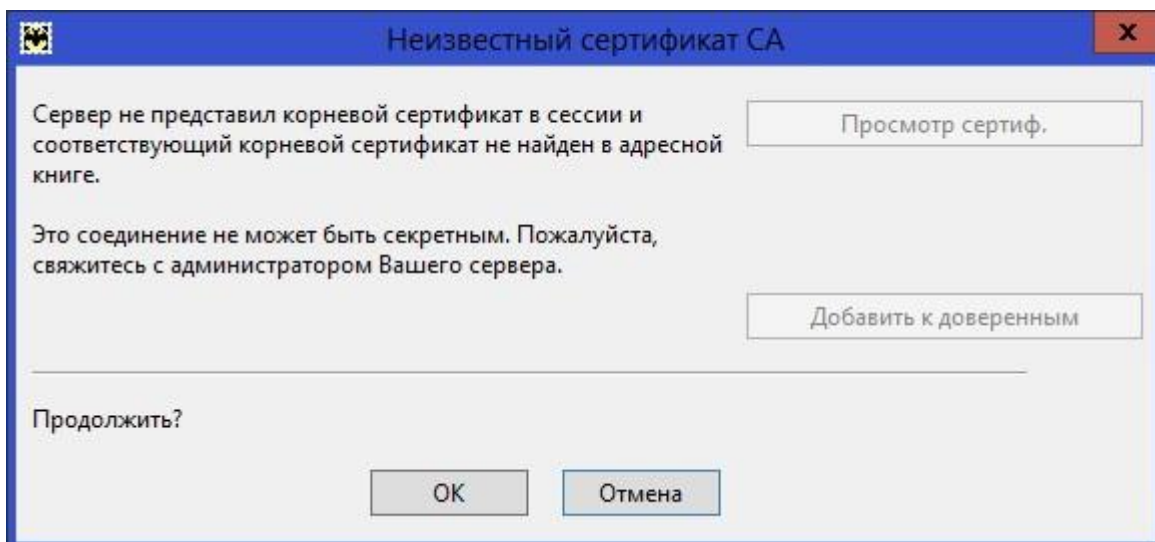 Неизвестный сертификат CA
Сервер не представил корневой сертификат в сессии и
соответствующий корневой сертификат не найден в адресной
книге.
Просмотр сертиф.
Это соединение не может быть секретным. Пожалуйста,
свяжитесь с администратором Вашего сервера.
Добавить к доверенным
Продолжить?
OK
Отмена